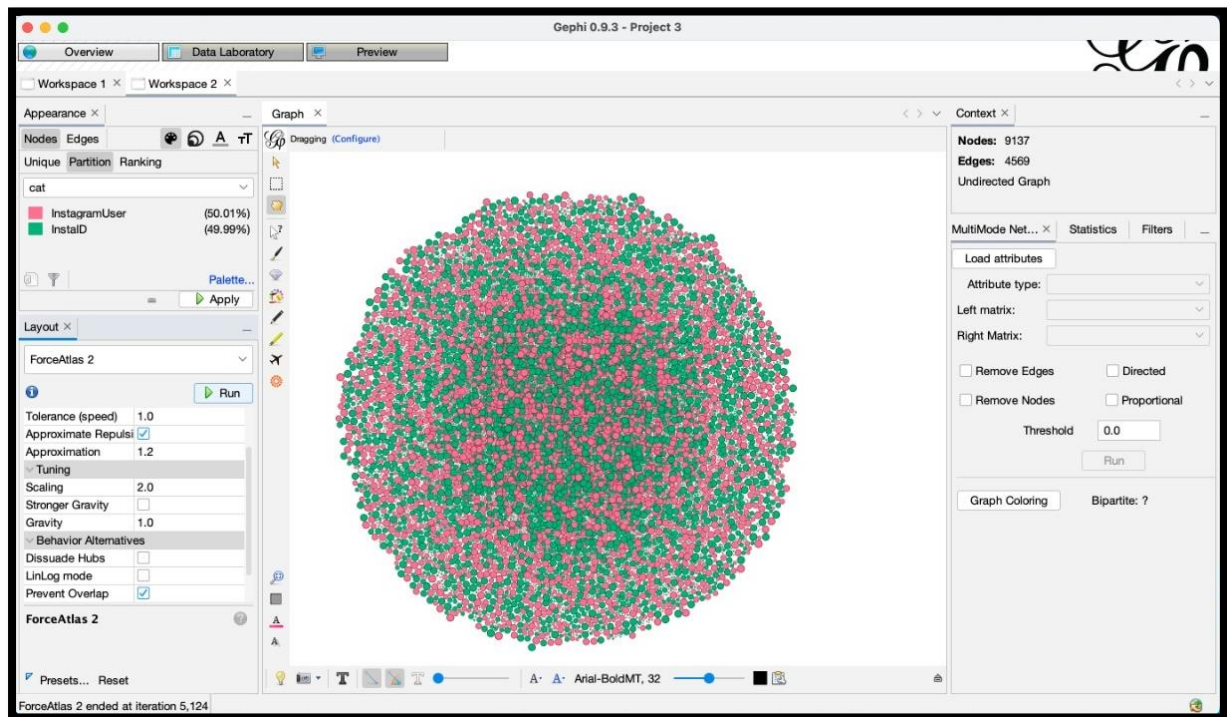 Gephi 0.9.3 - Project 3
Overview
Data Laboratory
Preview
Workspace 1
Workspace 2
Appearance
Nodes Edges
Unique Partition Ranking
cat
InstagramUser (50.01%)
InstaID (49.99%)
Palette...
Apply
Layout
ForceAtlas 2
Run
Tolerance (speed) 1.0
Approximate Repulsi
Approximation 1.2
Tuning
Scaling 2.0
Stronger Gravity
Gravity 1.0
Behavior Alternatives
Dissuade Hubs
LinLog mode
Prevent Overlap
ForceAtlas 2
Presets... Reset
ForceAtlas 2 ended at iteration 5,124
Graph
Dragging (Configure)
Arial-BoldMT, 32
Context
Nodes: 9137
Edges: 4569
Undirected Graph
MultiMode Net... Statistics Filters
Load attributes
Attribute type:
Left matrix:
Right Matrix:
Remove Edges Directed
Remove Nodes Proportional
Threshold 0.0
Run
Graph Coloring Bipartite: ?